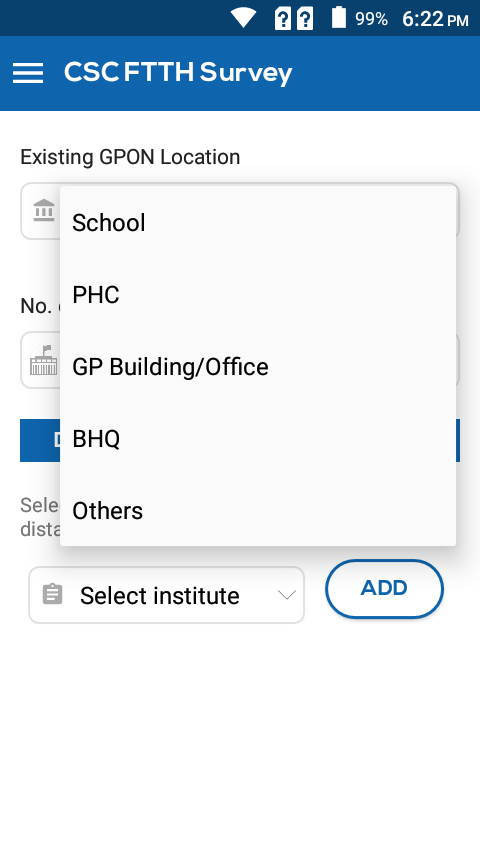 99% 6:22 PM
CSC FTTH Survey
Existing GPON Location
School
PHC
No.
GP Building/Office
BHQ
Others
Select institute
ADD